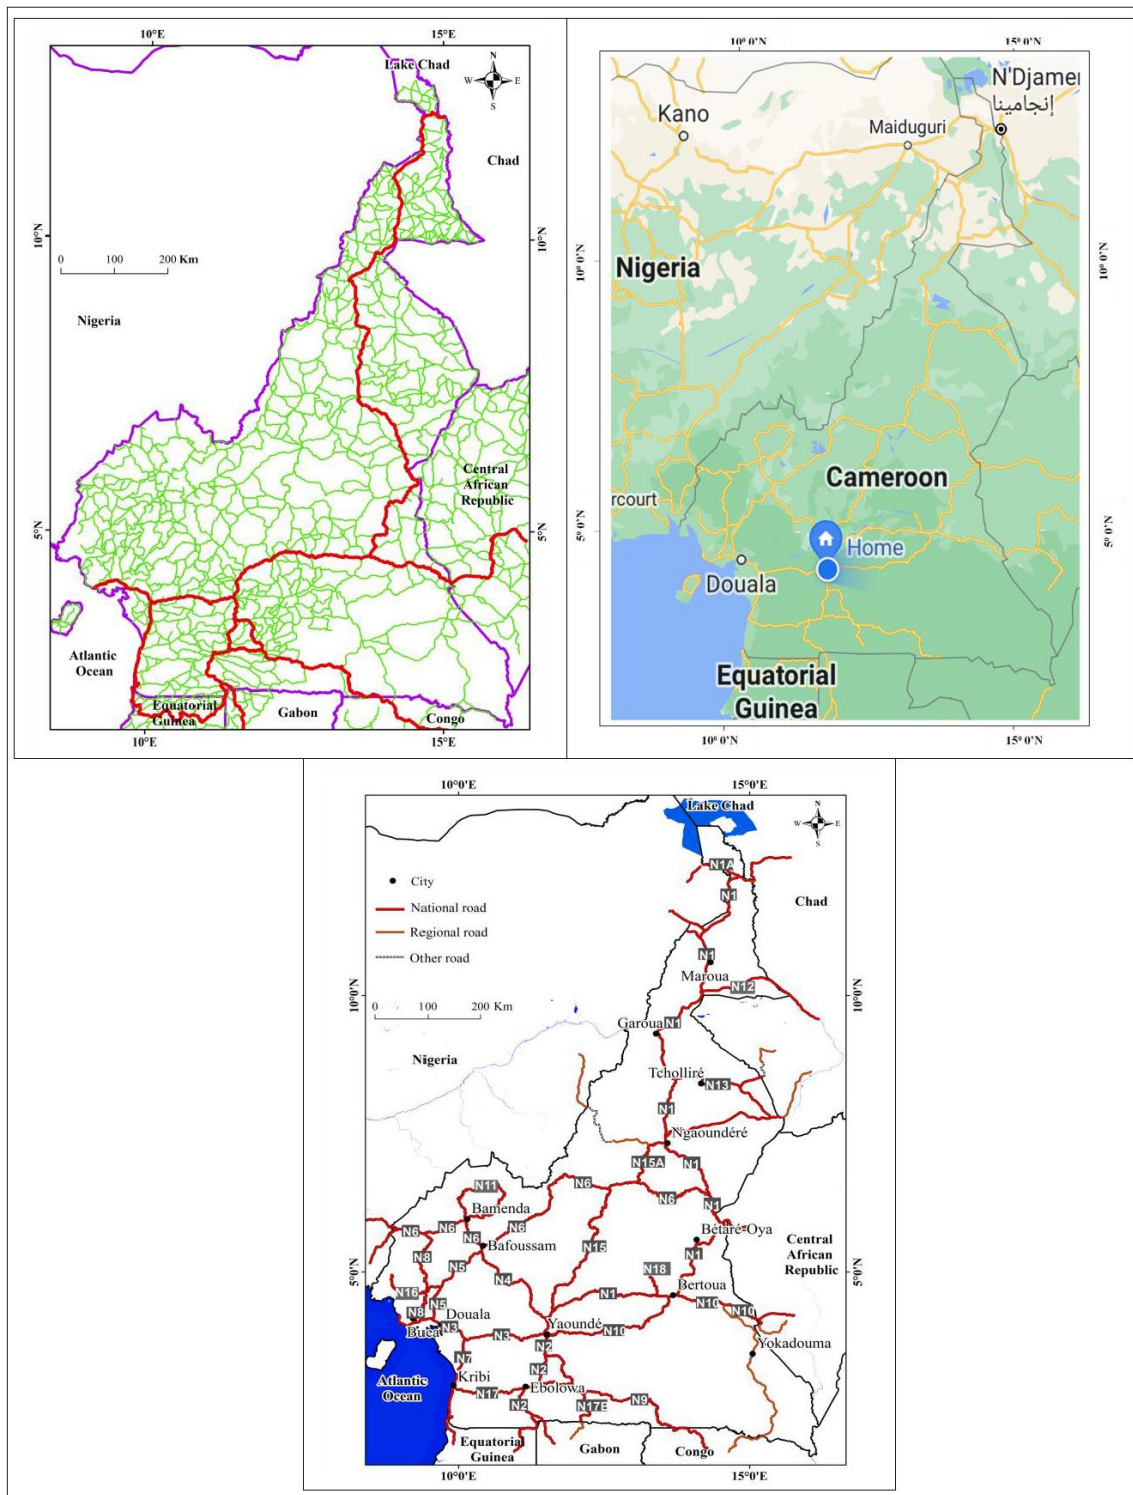 10°E
15°E
Lake Chad
N
W
E
S
Chad
10°N
10°N
0
100
200 Km
Nigeria
Central
African
Republic
5°N
5°N
Atlantic
Ocean
Equatorial
Guinea
Gabon
Congo
10°E
15°E
10° 0'N
15° 0'N
N'Djamer
إنجامينا
Kano
Maiduguri
10° 0'N
10° 0'N
Nigeria
Cameroon
rcourt
5° 0'N
5° 0'N
Home
Douala
Equatorial
Guinea
10° 0'N
15° 0'N
10°0'E
15°0'E
Lake Chad
N
W
E
S
N1A
City
National road
Regional road
Other road
N1
Chad
N1
Maroua
N12
10°0'N
10°0'N
0
100
200 Km
Garoua
N1
Nigeria
Tcholliré
N13
N1
Ngaoundéré
N15A
N1
N11
N6
N6
N1
Bamenda
N6
N6
N6
N6
Bétaré-Oya
Bafoussam
N15
N1
Central
African
Republic
N8
N5
N4
N18
5°0'N
5°0'N
N16
N1
Bertoua
N5
N10
N10
N8
Douala
Buea
N3
N3
Yaoundé
N10
N2
Yokadouma
N7
N2
Kribi
Atlantic
Ocean
N17
Ebolowa
N2
N17B
N9
Equatorial
Guinea
Gabon
Congo
10°0'E
15°0'E